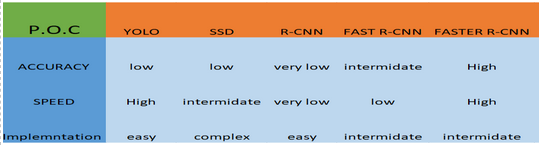 P.O.C YOLO SSD R-CNN FAST R-CNN FASTER R-CNN
ACCURACY low low very low intermidate High
SPEED High intermidate very low low High
Implemntation easy complex easy intermidate intermidate